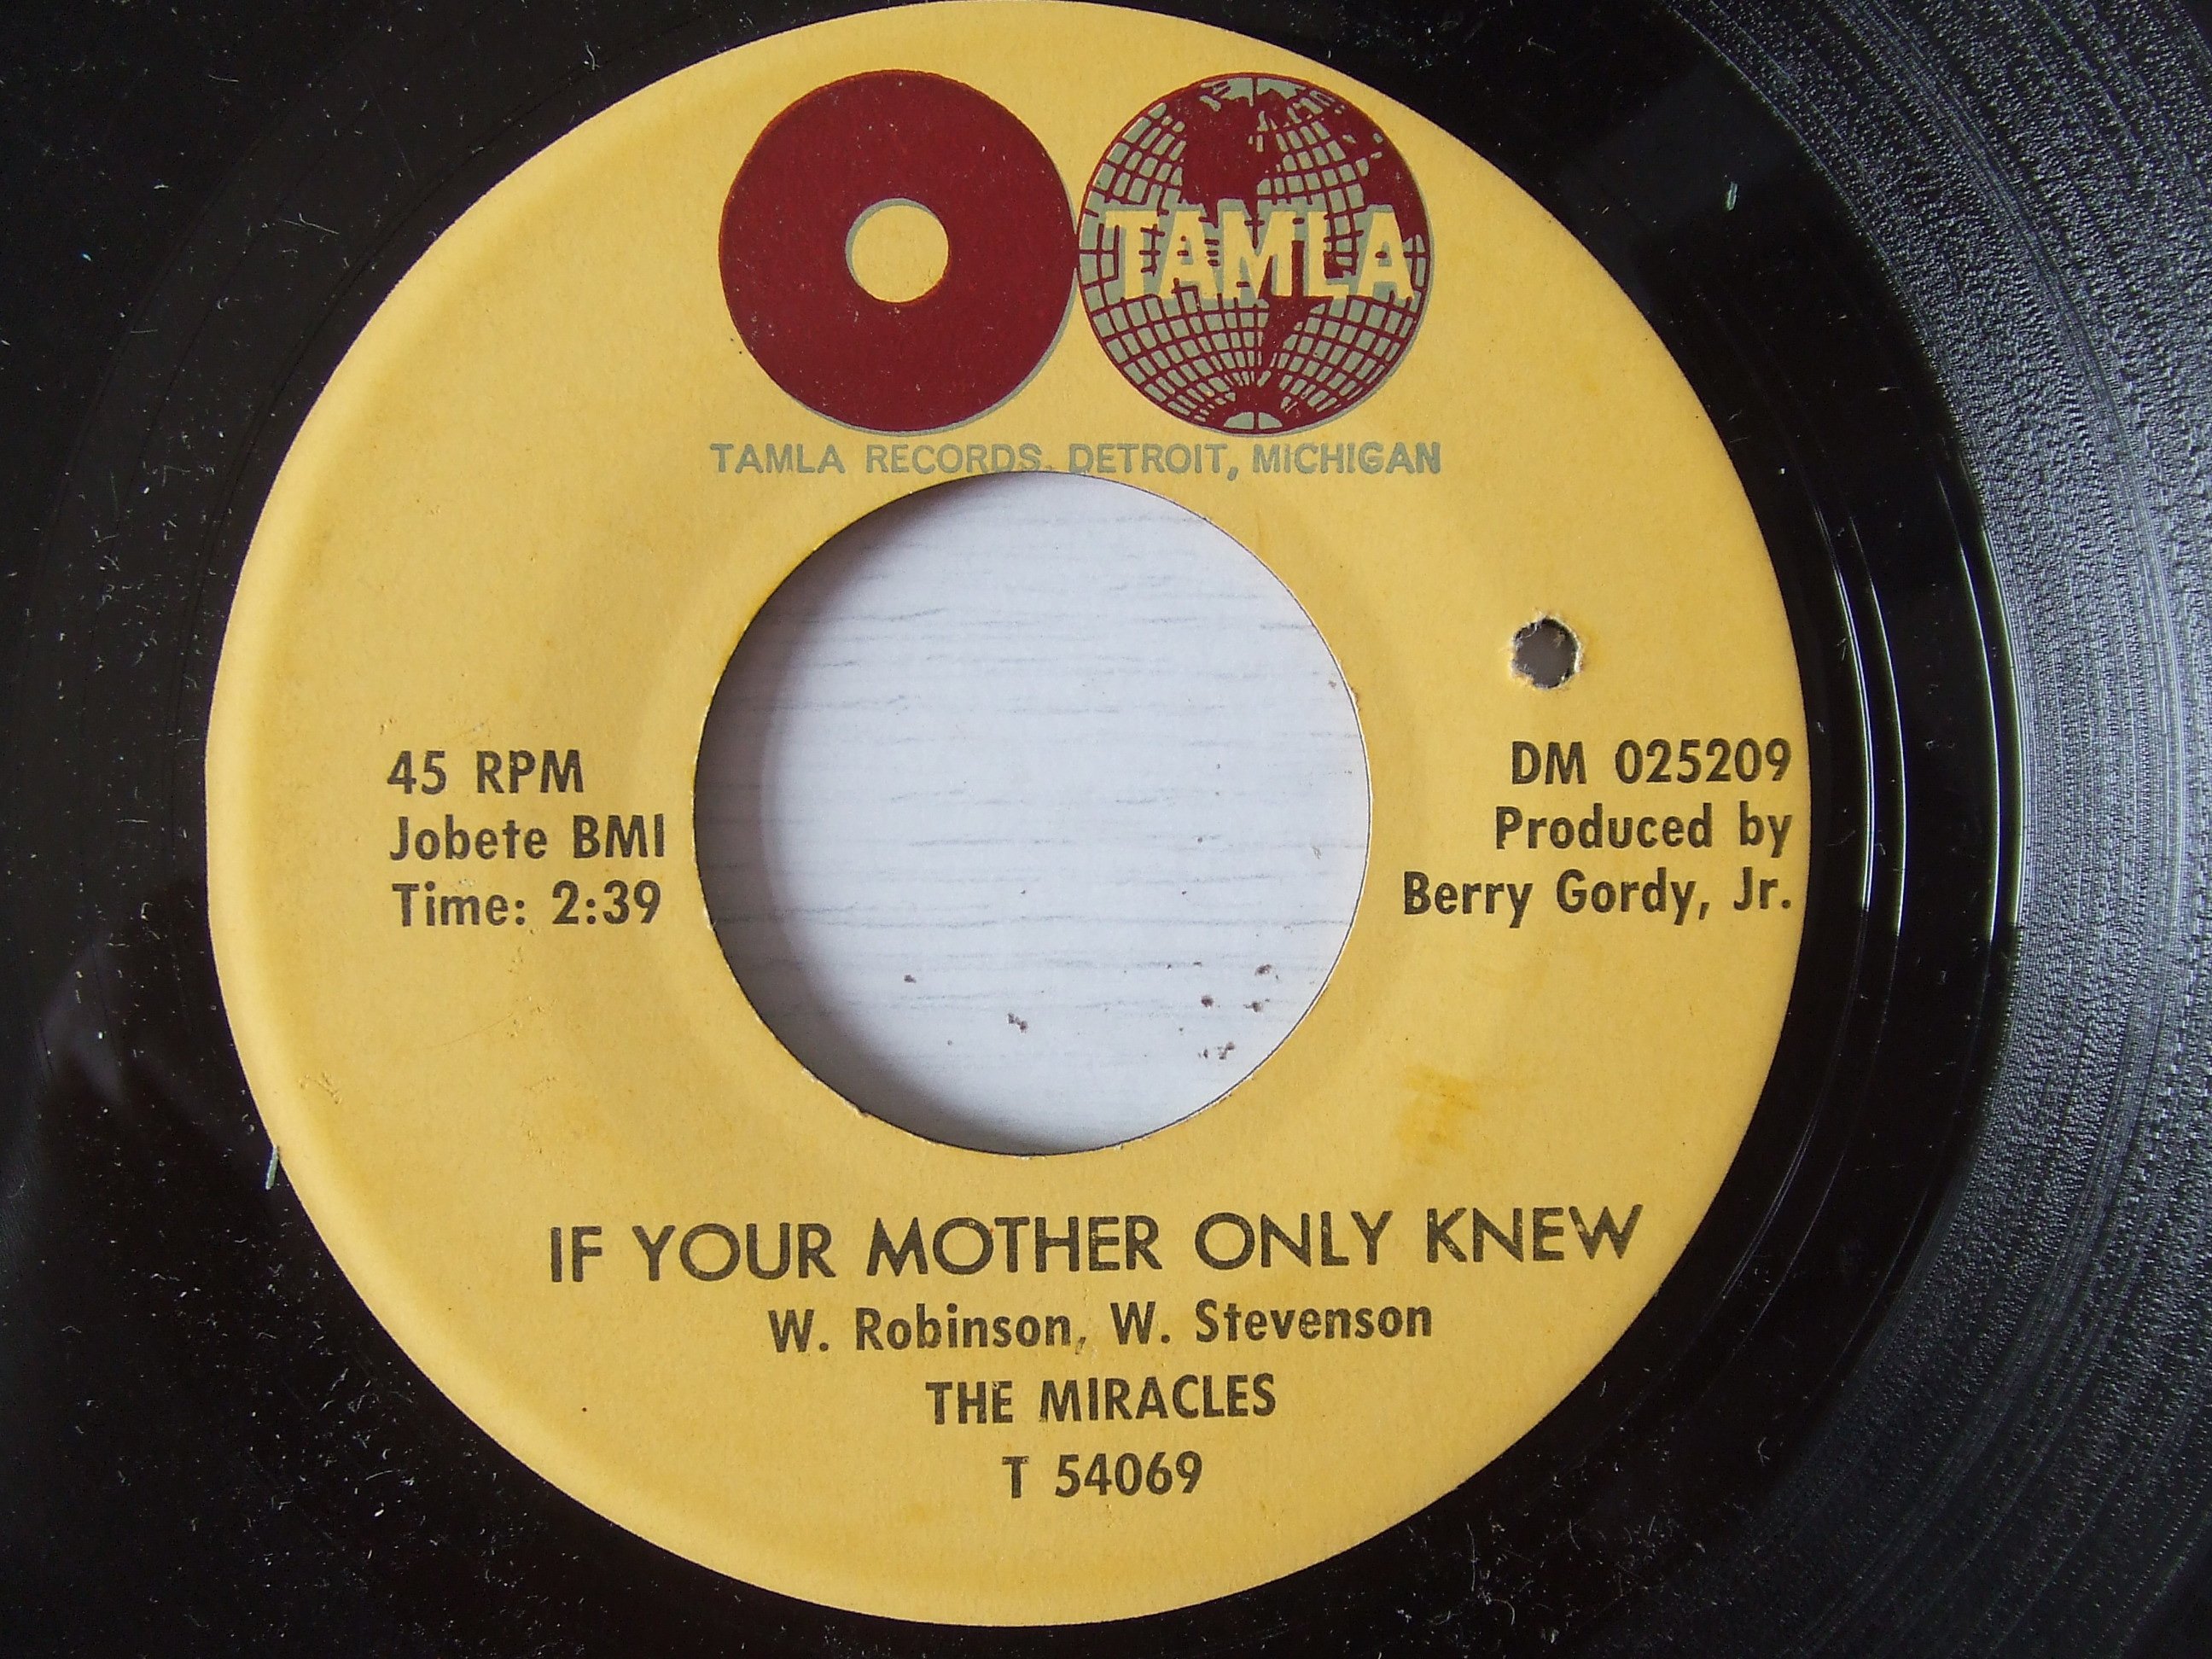 TAMLA
TAMLA RECORDS, DETROIT, MICHIGAN
45 RPM
Jobete BMI
Time: 2:39
DM 025209
Produced by
Berry Gordy, Jr.
IF YOUR MOTHER ONLY KNEW
W. Robinson, W. Stevenson
THE MIRACLES
T 54069